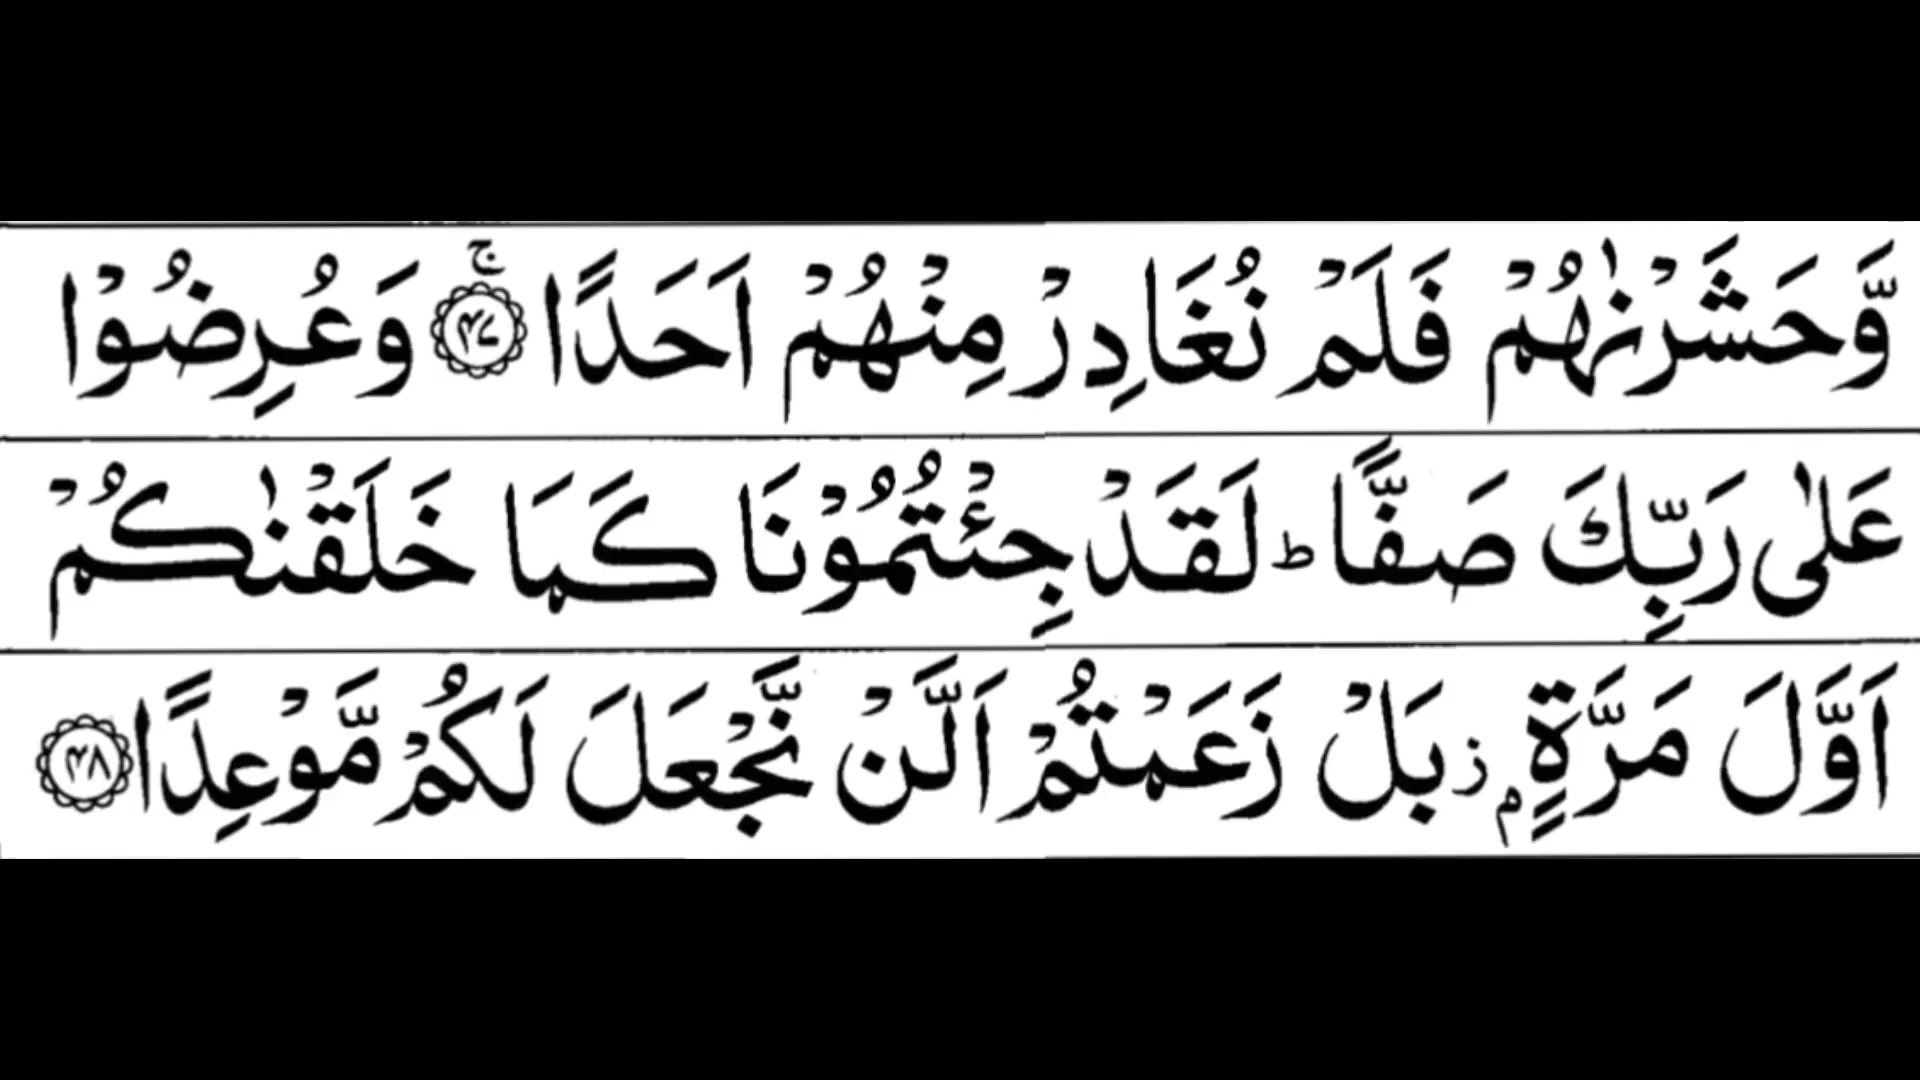 وَّحَشَرْنٰهُمْ فَلَمْ نُغَادِرْ مِنْهُمْ اَحَدًا ۚ ﴿۴۷﴾ وَعُرِضُوْا
عَلٰى رَبِّكَ صَفًّا ؕ لَقَدْ جِئْتُمُوْنَا كَمَا خَلَقْنٰكُمْ
اَوَّلَ مَرَّةٍۭ ز بَلْ زَعَمْتُمْ اَلَّنْ نَّجْعَلَ لَكُمْ مَّوْعِدًا ﴿۴۸﴾